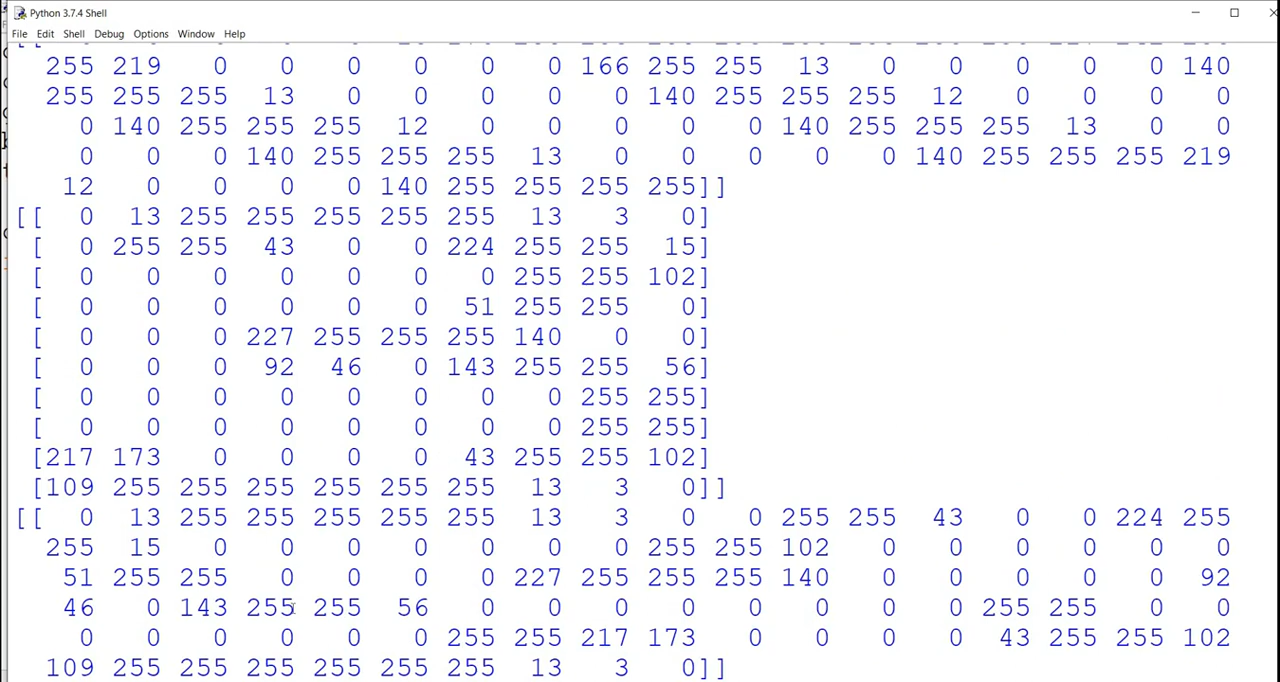 Python 3.7.4 Shell
File Edit Shell Debug Options Window Help
255 219 0 0 0 0 0 0 166 255 255 13 0 0 0 0 0 140
255 255 255 13 0 0 0 0 0 140 255 255 255 12 0 0 0 0
0 140 255 255 255 12 0 0 0 0 0 140 255 255 255 13 0 0
0 0 0 140 255 255 255 13 0 0 0 0 0 140 255 255 255 219
12 0 0 0 0 140 255 255 255 255]]
[[ 0 13 255 255 255 255 255 13 3 0]
[ 0 255 255 43 0 0 224 255 255 15]
[ 0 0 0 0 0 0 0 255 255 102]
[ 0 0 0 0 0 0 51 255 255 0]
[ 0 0 0 227 255 255 255 140 0 0]
[ 0 0 0 92 46 0 143 255 255 56]
[ 0 0 0 0 0 0 0 0 255 255]
[ 0 0 0 0 0 0 0 0 255 255]
[217 173 0 0 0 0 43 255 255 102]
[109 255 255 255 255 255 255 13 3 0]]
[[ 0 13 255 255 255 255 255 13 3 0 0 255 255 43 0 0 224 255
255 15 0 0 0 0 0 0 0 255 255 102 0 0 0 0 0 0
51 255 255 0 0 0 0 227 255 255 255 140 0 0 0 0 0 92
46 0 143 255 255 56 0 0 0 0 0 0 0 0 255 255 0 0
0 0 0 0 0 0 255 255 217 173 0 0 0 0 43 255 255 102
109 255 255 255 255 255 255 13 3 0]]